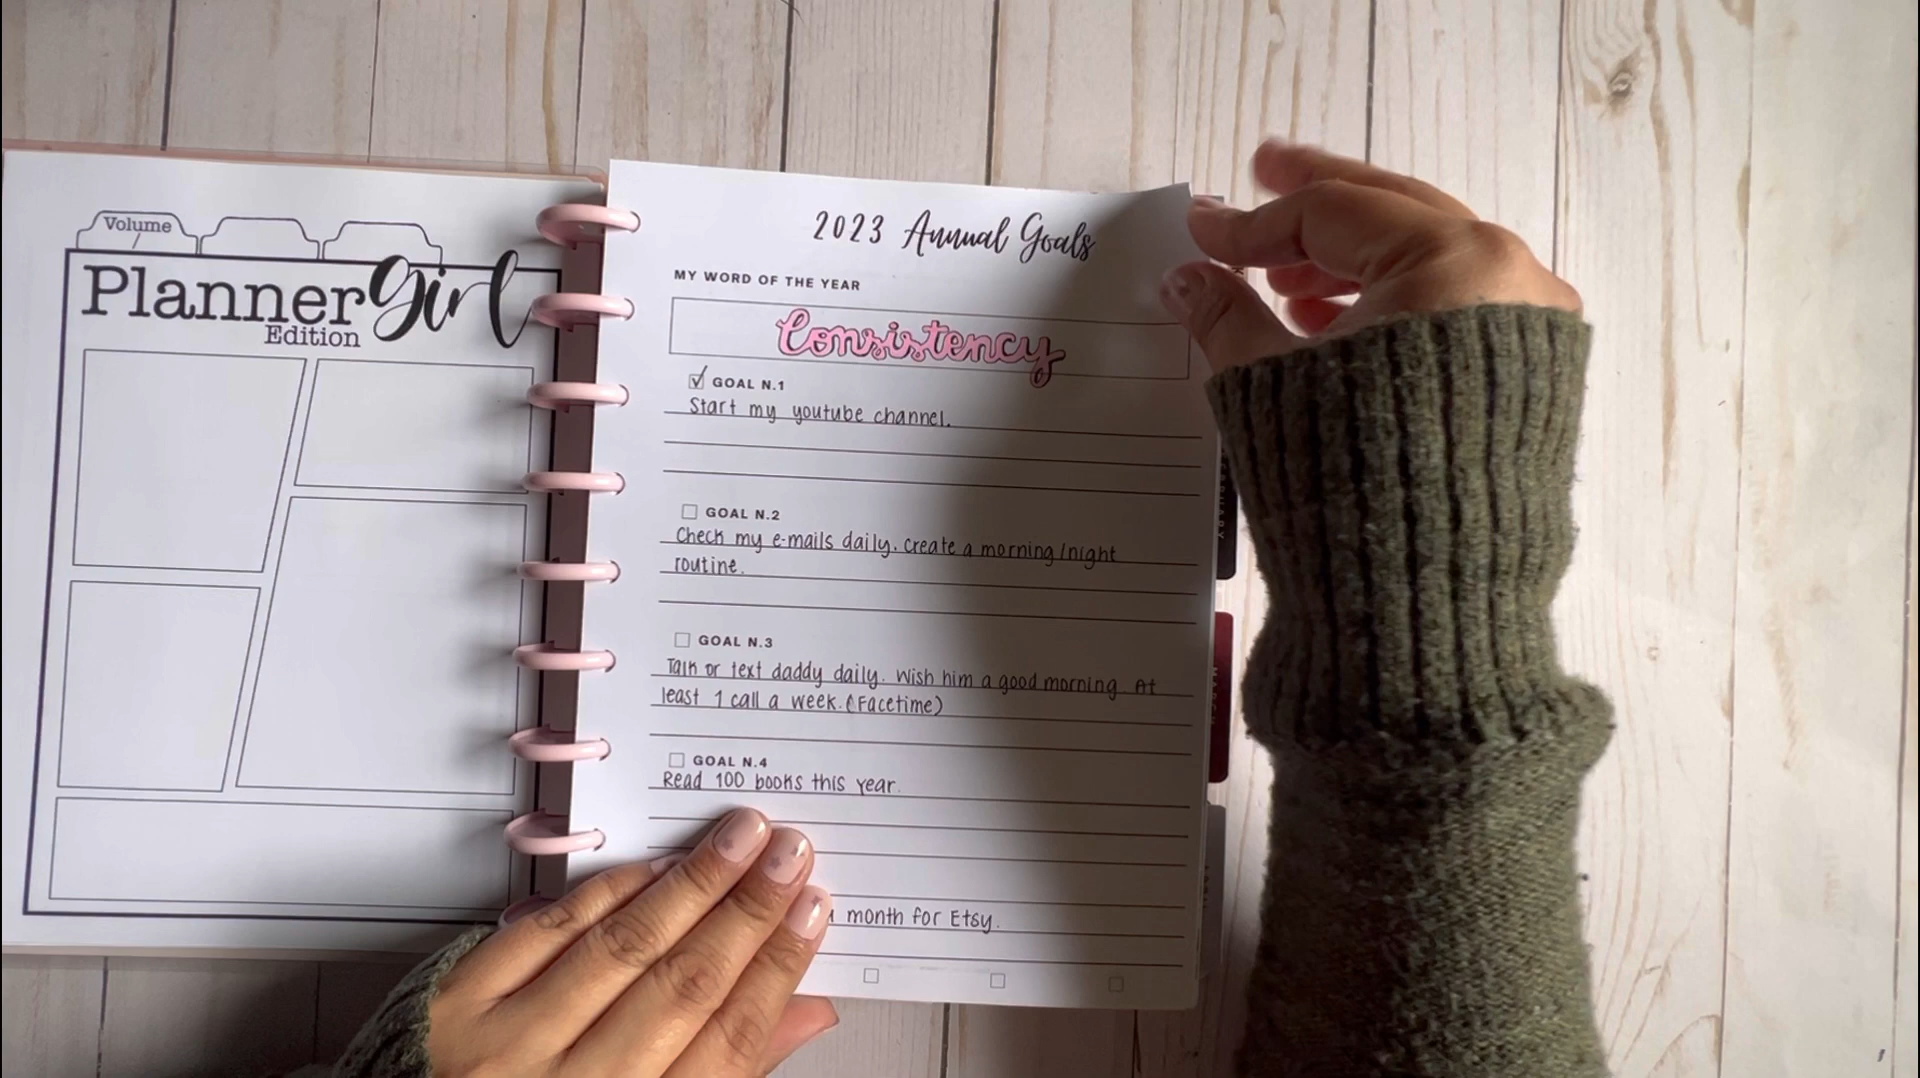 Volume
1
Planner girl
Edition
2023 Annual Goals
MY WORD OF THE YEAR
Consistency
GOAL N.1
Start my youtube channel.
GOAL N.2
Check my e-mails daily. Create a morning/night
routine.
GOAL N.3
Talk or text daddy daily. Wish him a good morning. At
least 1 call a week. (Facetime)
GOAL N.4
Read 100 books this year.
month for Etsy.